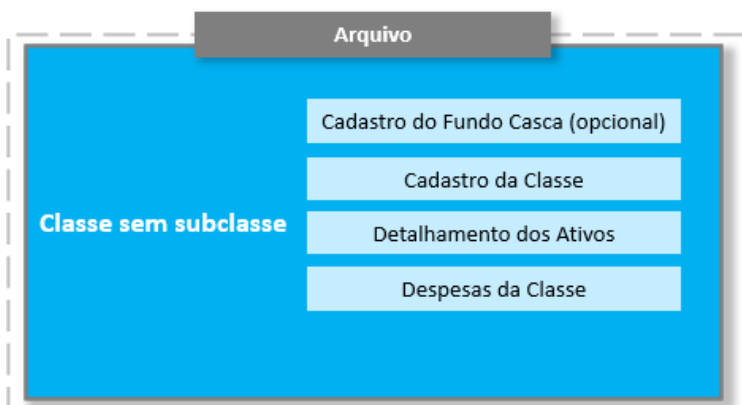 Arquivo
Cadastro do Fundo Casca (opcional)
Cadastro da Classe
Classe sem subclasse
Detalhamento dos Ativos
Despesas da Classe